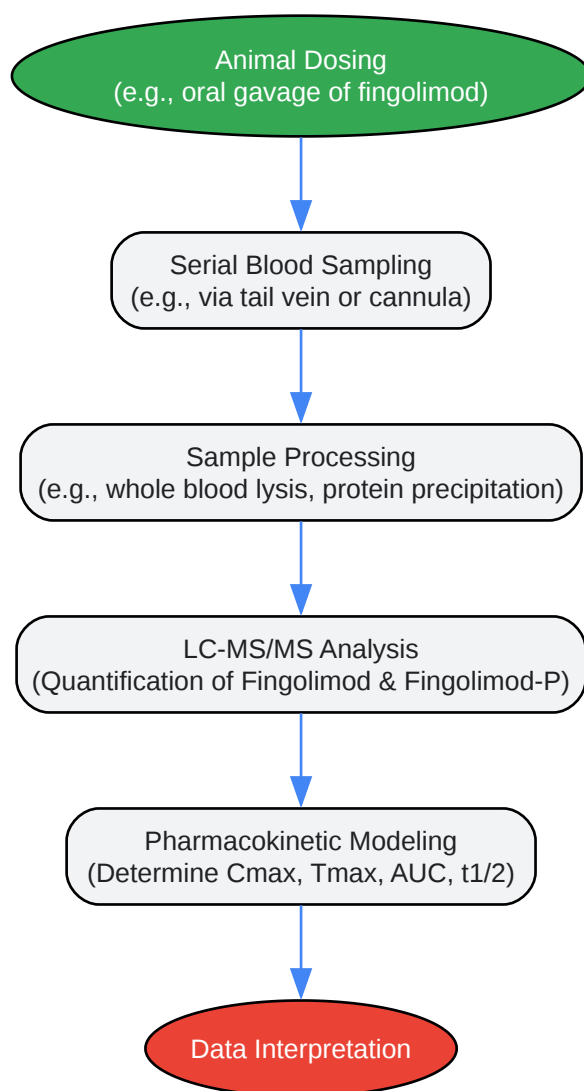 Animal Dosing
(e.g., oral gavage of fingolimod)
Serial Blood Sampling
(e.g., via tail vein or cannula)
Sample Processing
(e.g., whole blood lysis, protein precipitation)
LC-MS/MS Analysis
(Quantification of Fingolimod & Fingolimod-P)
Pharmacokinetic Modeling
(Determine Cmax, Tmax, AUC, t1/2)
Data Interpretation